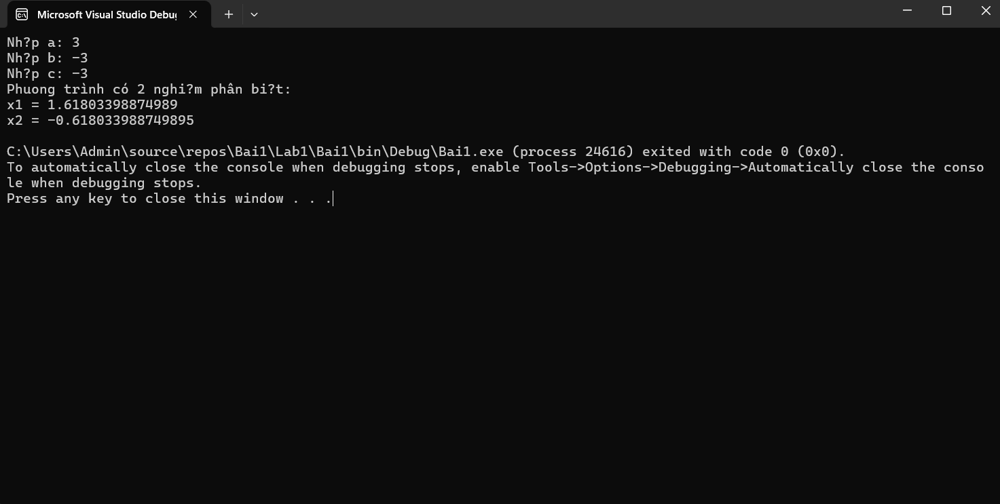 Microsoft Visual Studio Debug
Nh?p a: 3
Nh?p b: -3
Nh?p c: -3
Phuong trình có 2 nghi?m phân bi?t:
x1 = 1.61803398874989
x2 = -0.618033988749895
C:\Users\Admin\source\repos\Bai1\Lab1\Bai1\bin\Debug\Bai1.exe (process 24616) exited with code 0 (0x0).
To automatically close the console when debugging stops, enable Tools->Options->Debugging->Automatically close the conso
le when debugging stops.
Press any key to close this window . . .